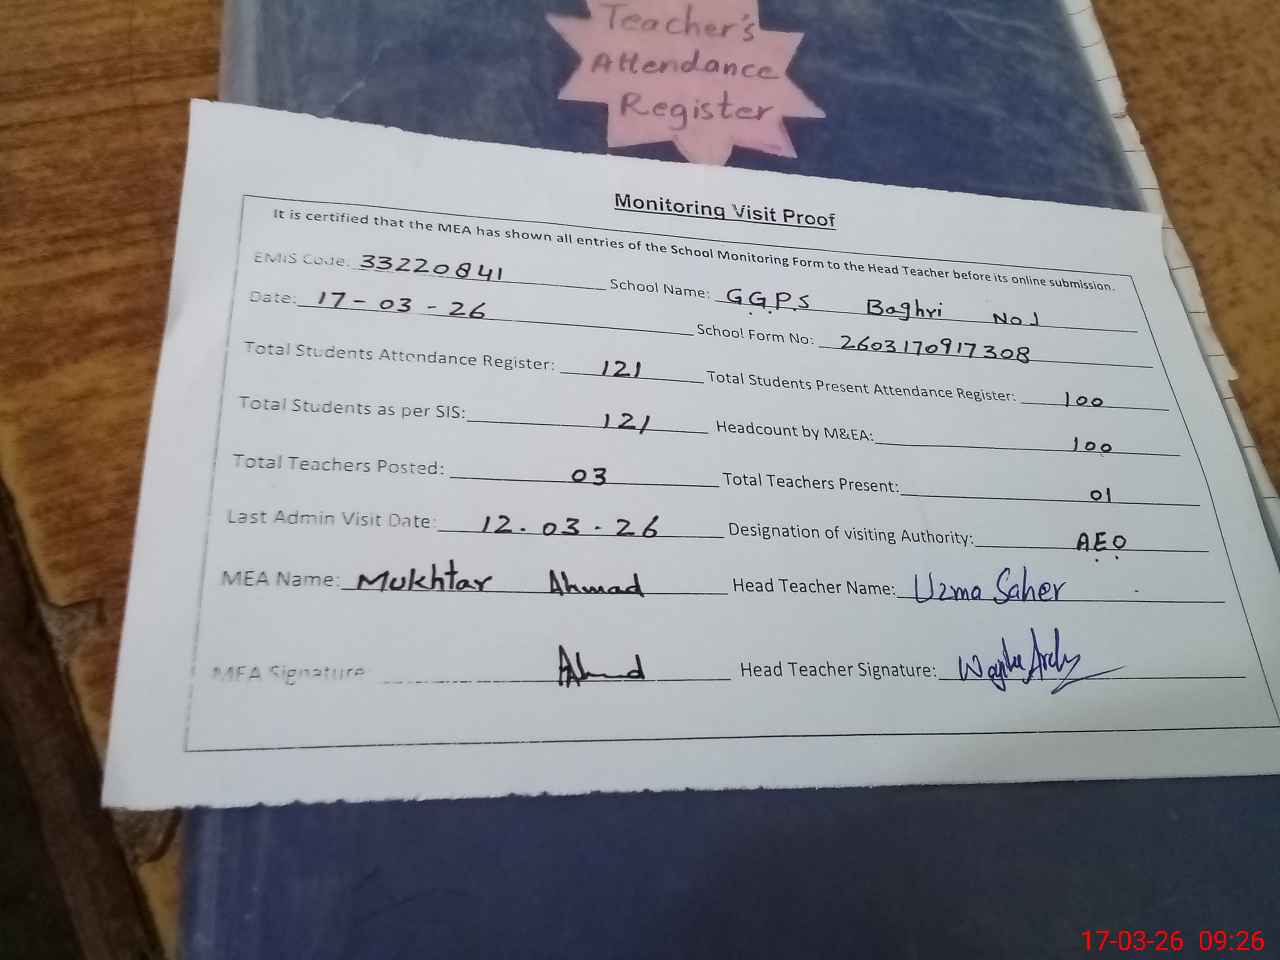 Teacher's
Attendance
Register
Monitoring Visit Proof
It is certified that the MEA has shown all entries of the School Monitoring Form to the Head Teacher before its online submission.
EMIS Code: 33220841 School Name: G.G.P.S Baghri No 1
Date: 17-03-26 School Form No: 2603170917308
Total Students Attendance Register: 121 Total Students Present Attendance Register: 100
Total Students as per SIS: 121 Headcount by M&EA: 100
Total Teachers Posted: 03 Total Teachers Present: 01
Last Admin Visit Date: 12.03.26 Designation of visiting Authority: A.E.O
MEA Name: Mukhtar Ahmad Head Teacher Name: Uzma Saher
MEA Signature Head Teacher Signature:
17-03-26 09:26